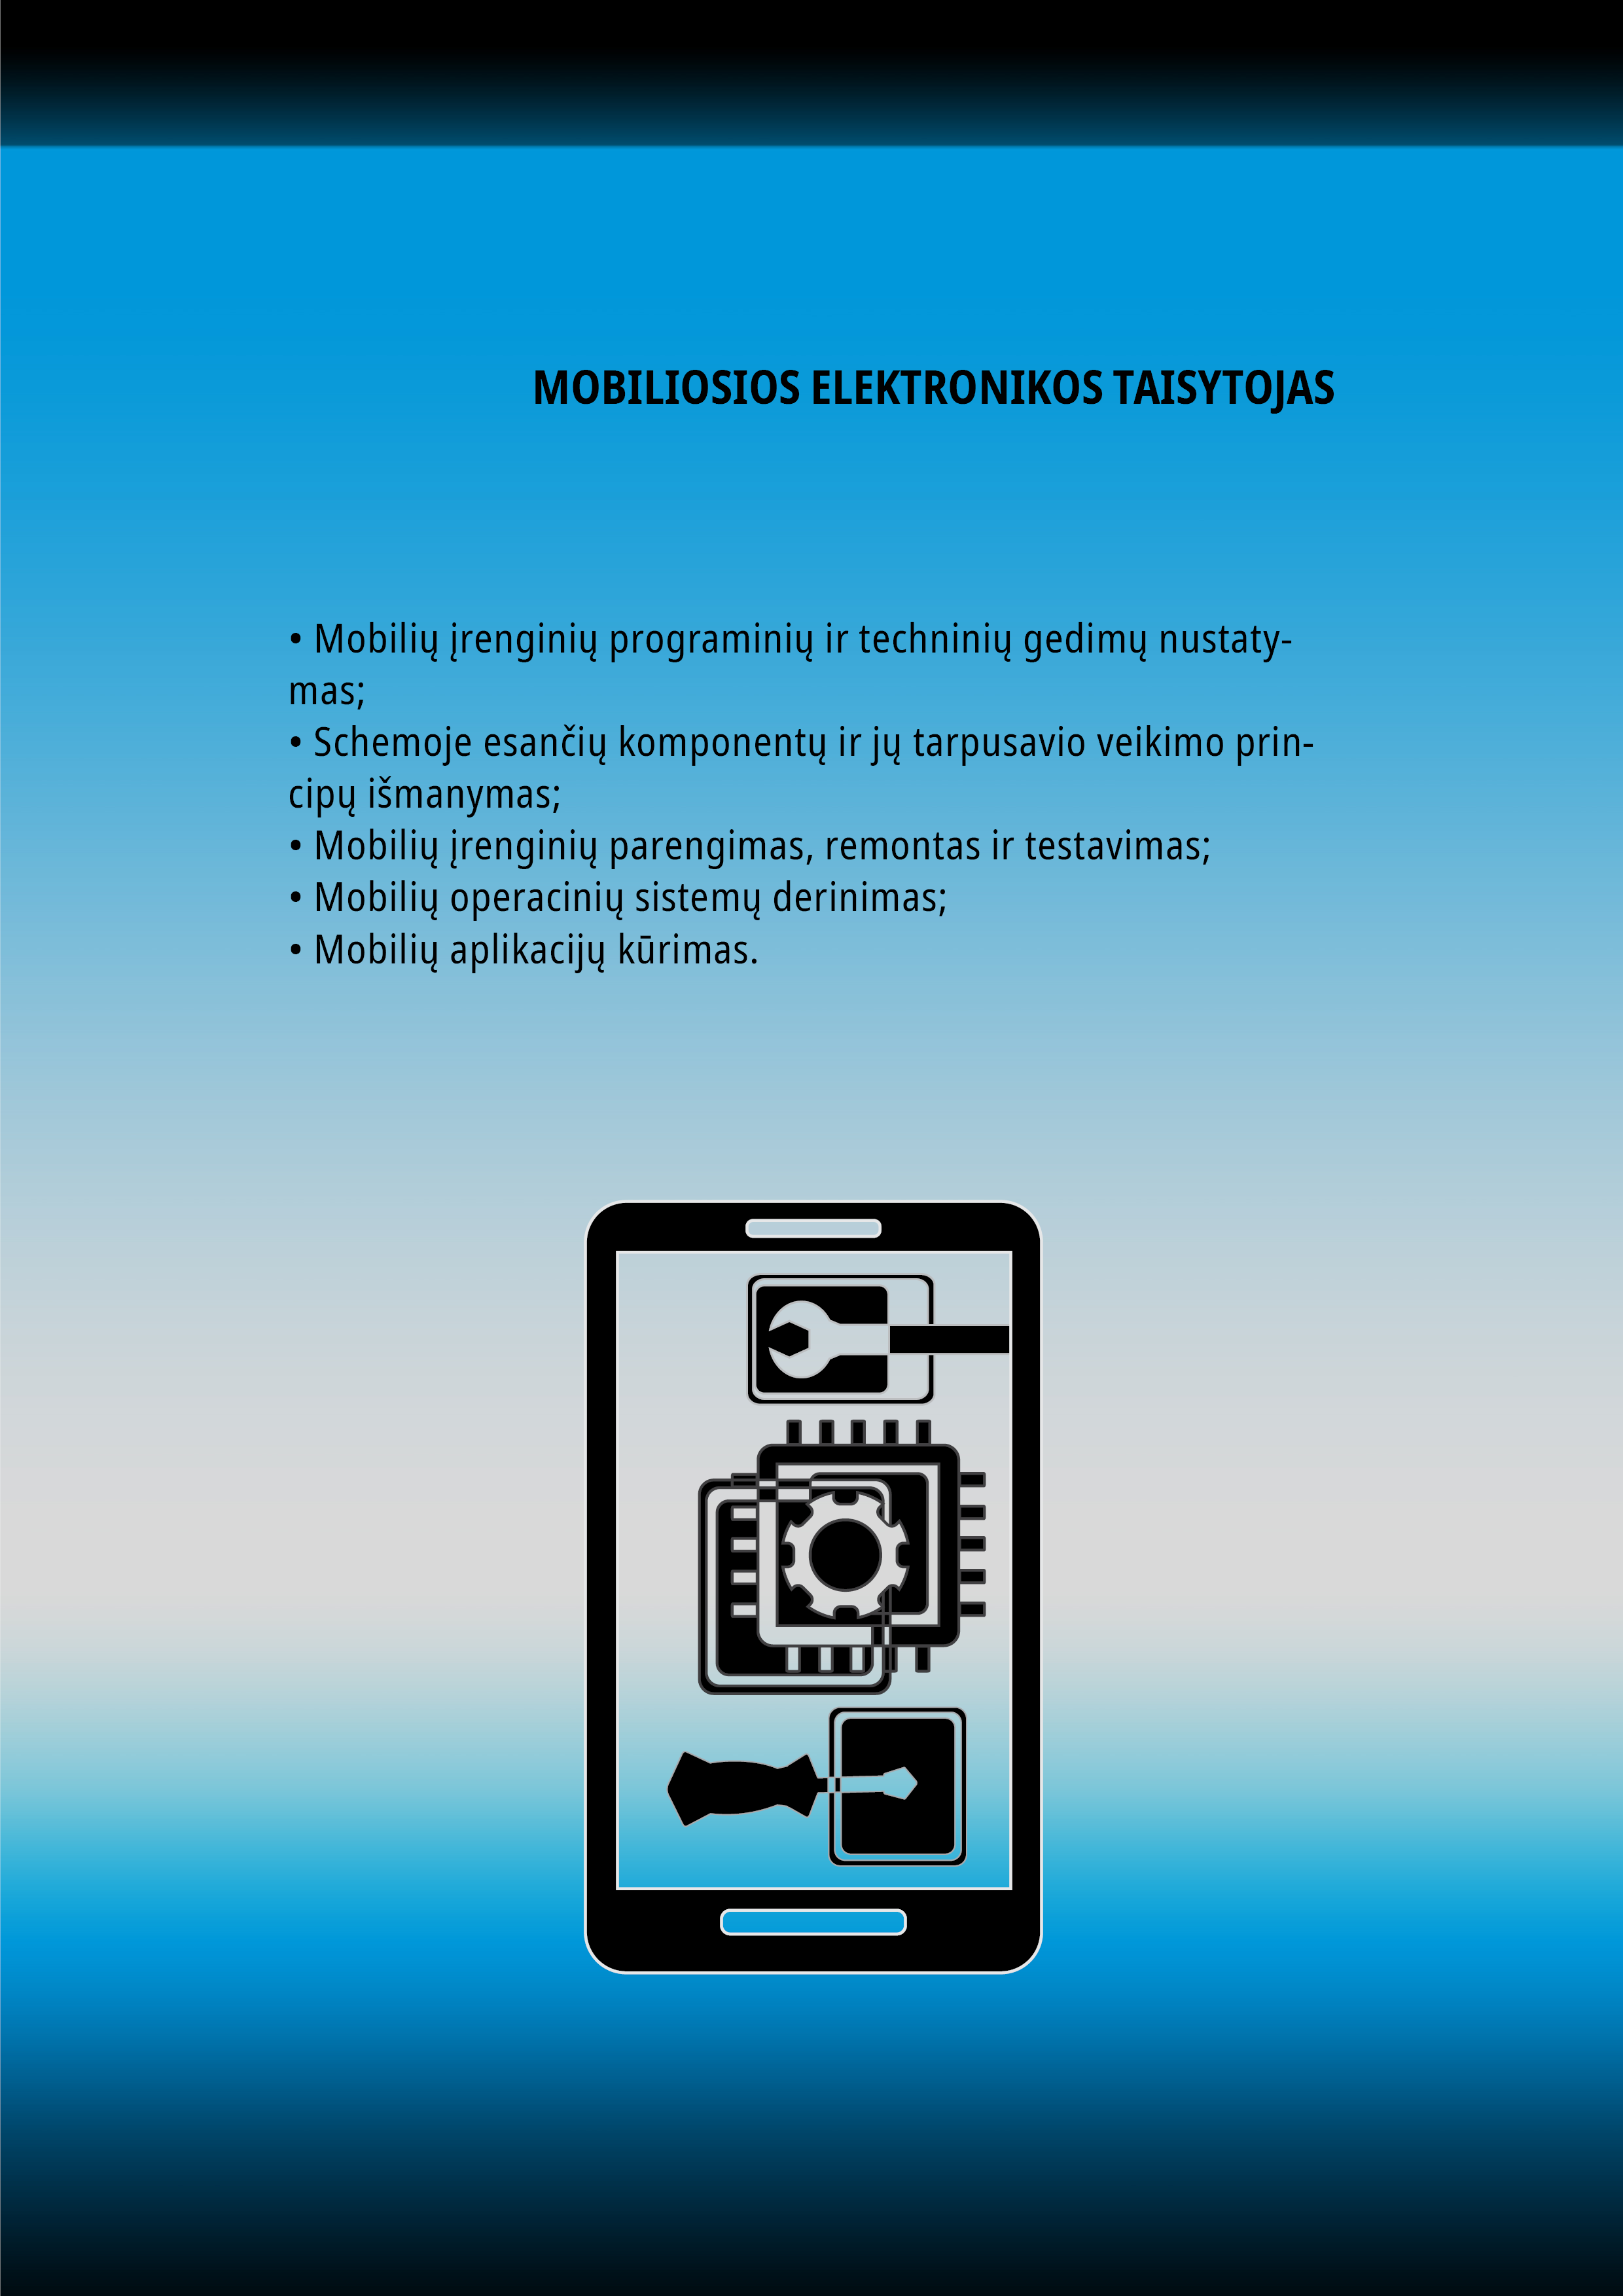 MOBILIOSIOS ELEKTRONIKOS TAISYTOJAS
• Mobilių įrenginių programinių ir techninių gedimų nustaty-
mas;
• Schemoje esančių komponentų ir jų tarpusavio veikimo prin-
cipų išmanymas;
• Mobilių įrenginių parengimas, remontas ir testavimas;
• Mobilių operacinių sistemų derinimas;
• Mobilių aplikacijų kūrimas.